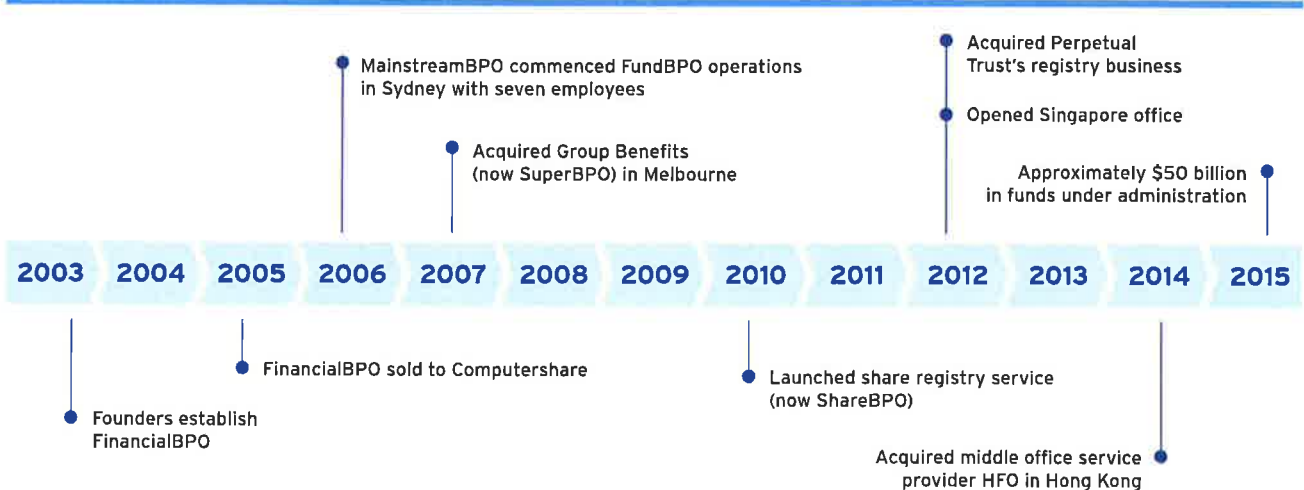 Acquired Perpetual
Trust's registry business
MainstreamBPO commenced FundBPO operations
in Sydney with seven employees
Opened Singapore office
Acquired Group Benefits
(now SuperBPO) in Melbourne
Approximately $50 billion
in funds under administration
2003 2004 2005 2006 2007 2008 2009 2010 2011 2012 2013 2014 2015
FinancialBPO sold to Computershare
Launched share registry service
(now ShareBPO)
Founders establish
FinancialBPO
Acquired middle office service
provider HFO in Hong Kong